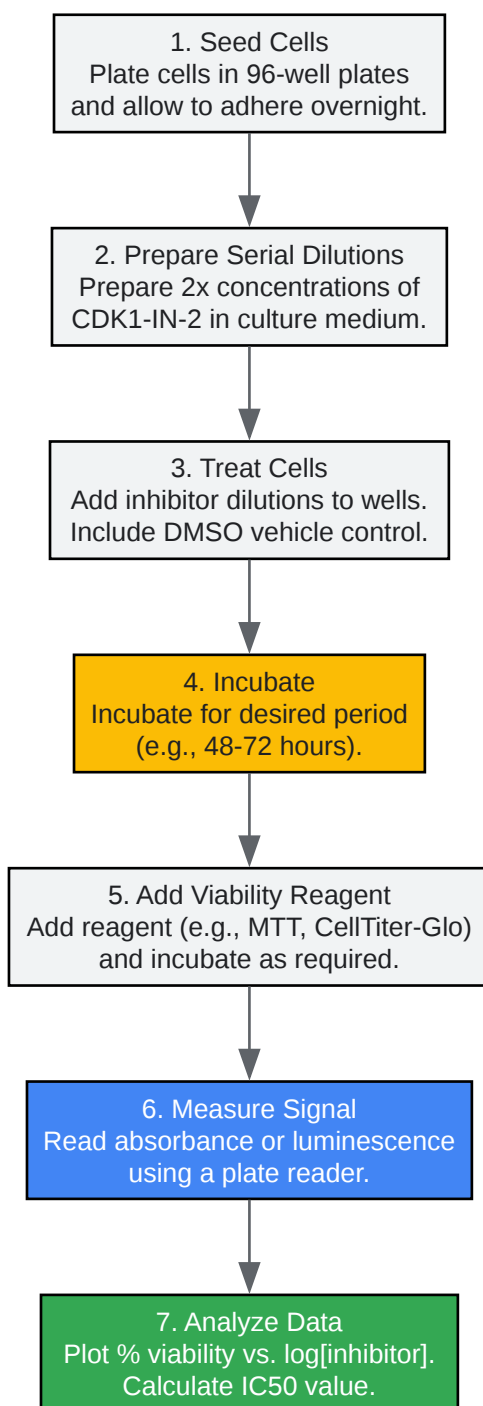 1. Seed Cells
Plate cells in 96-well plates
and allow to adhere overnight.
2. Prepare Serial Dilutions
Prepare 2x concentrations of
CDK1-IN-2 in culture medium.
3. Treat Cells
Add inhibitor dilutions to wells.
Include DMSO vehicle control.
4. Incubate
Incubate for desired period
(e.g., 48-72 hours).
5. Add Viability Reagent
Add reagent (e.g., MTT, CellTiter-Glo)
and incubate as required.
6. Measure Signal
Read absorbance or luminescence
using a plate reader.
7. Analyze Data
Plot % viability vs. log[inhibitor].
Calculate IC50 value.